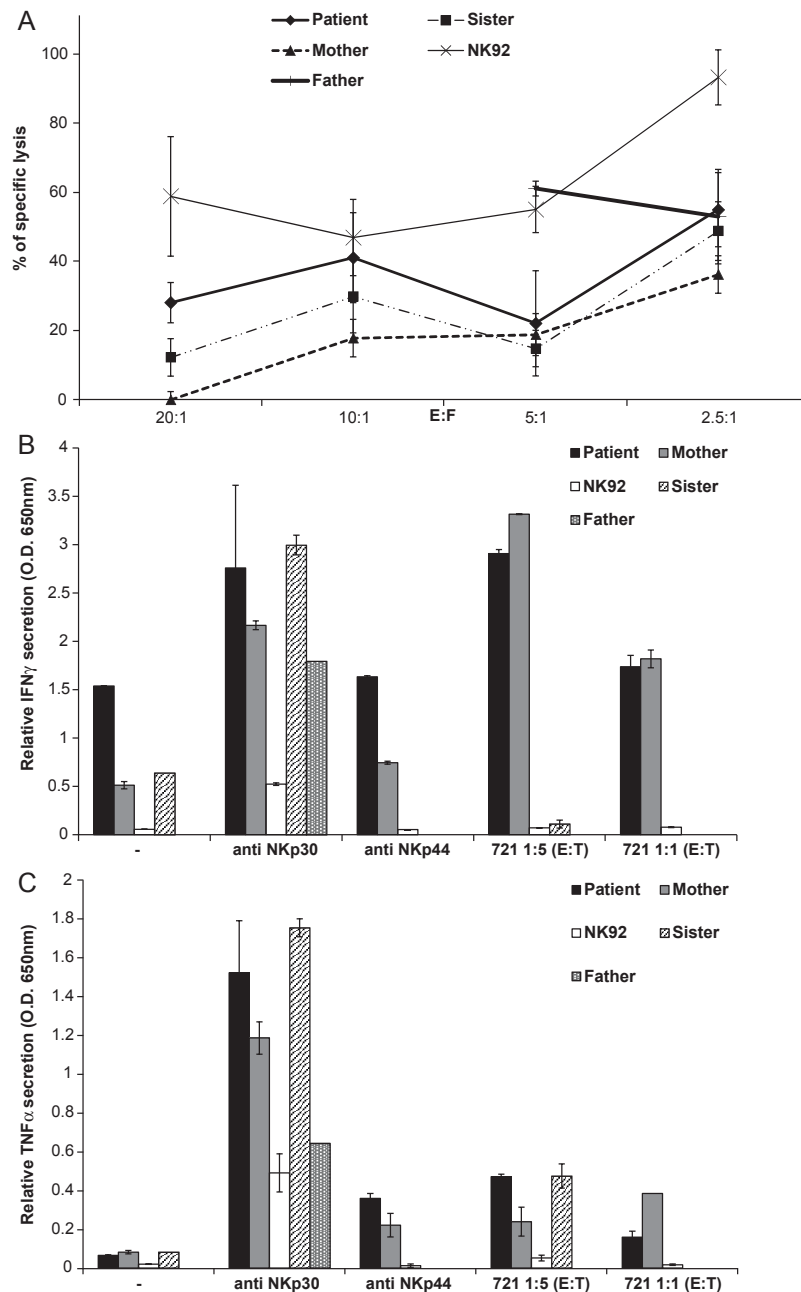 A
Patient
Sister
Mother
NK92
Father
% of specific lysis
100
80
60
40
20
0
20:1
10:1
E:F
5:1
2.5:1
B
Patient
Mother
NK92
Sister
Father
Relative IFNγ secretion (O.D. 650nm)
4
3.5
3
2.5
2
1.5
1
0.5
0
-
anti NKp30
anti NKp44
721 1:5 (E:T)
721 1:1 (E:T)
C
Patient
Mother
NK92
Sister
Father
Relative TNFα secretion (O.D. 650nm)
2
1.8
1.6
1.4
1.2
1
0.8
0.6
0.4
0.2
0
-
anti NKp30
anti NKp44
721 1:5 (E:T)
721 1:1 (E:T)